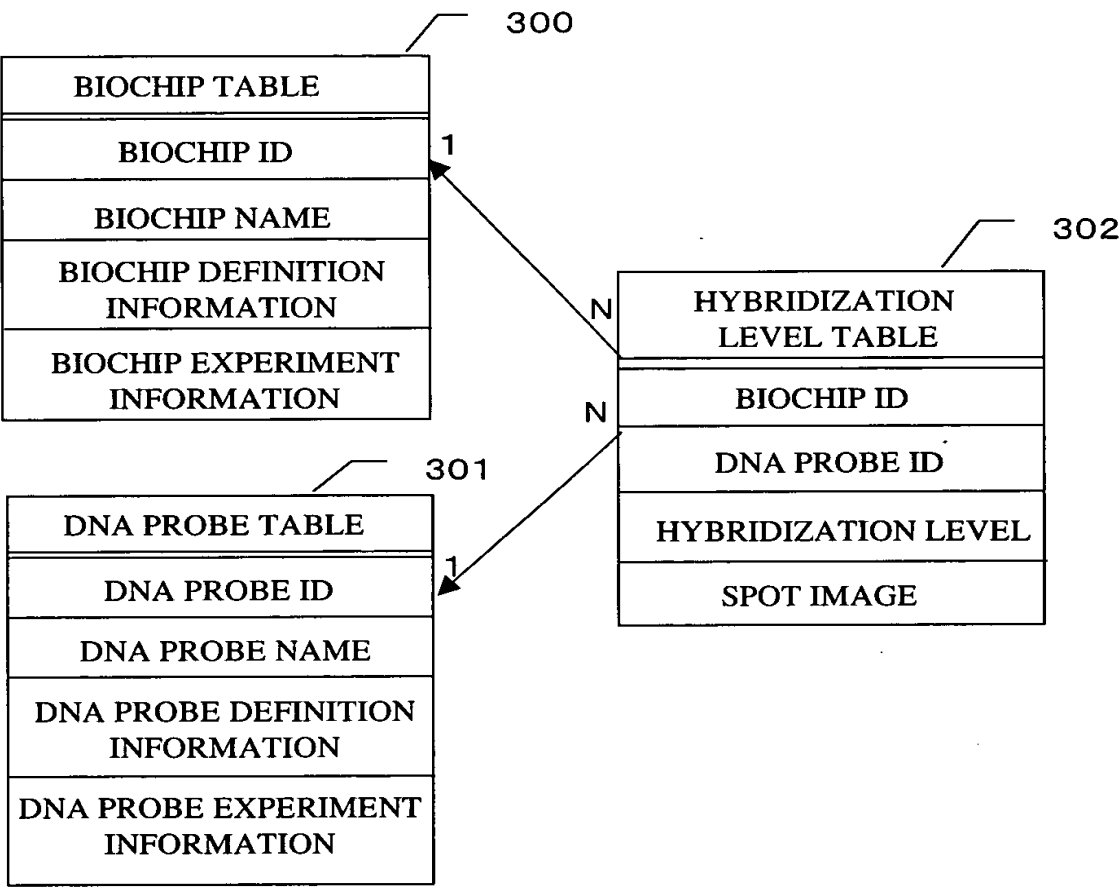 300
BIOCHIP TABLE
BIOCHIP ID
BIOCHIP NAME
BIOCHIP DEFINITION
INFORMATION
BIOCHIP EXPERIMENT
INFORMATION
1
302
HYBRIDIZATION
LEVEL TABLE
N
BIOCHIP ID
N
DNA PROBE ID
HYBRIDIZATION LEVEL
SPOT IMAGE
301
DNA PROBE TABLE
1
DNA PROBE ID
DNA PROBE NAME
DNA PROBE DEFINITION
INFORMATION
DNA PROBE EXPERIMENT
INFORMATION